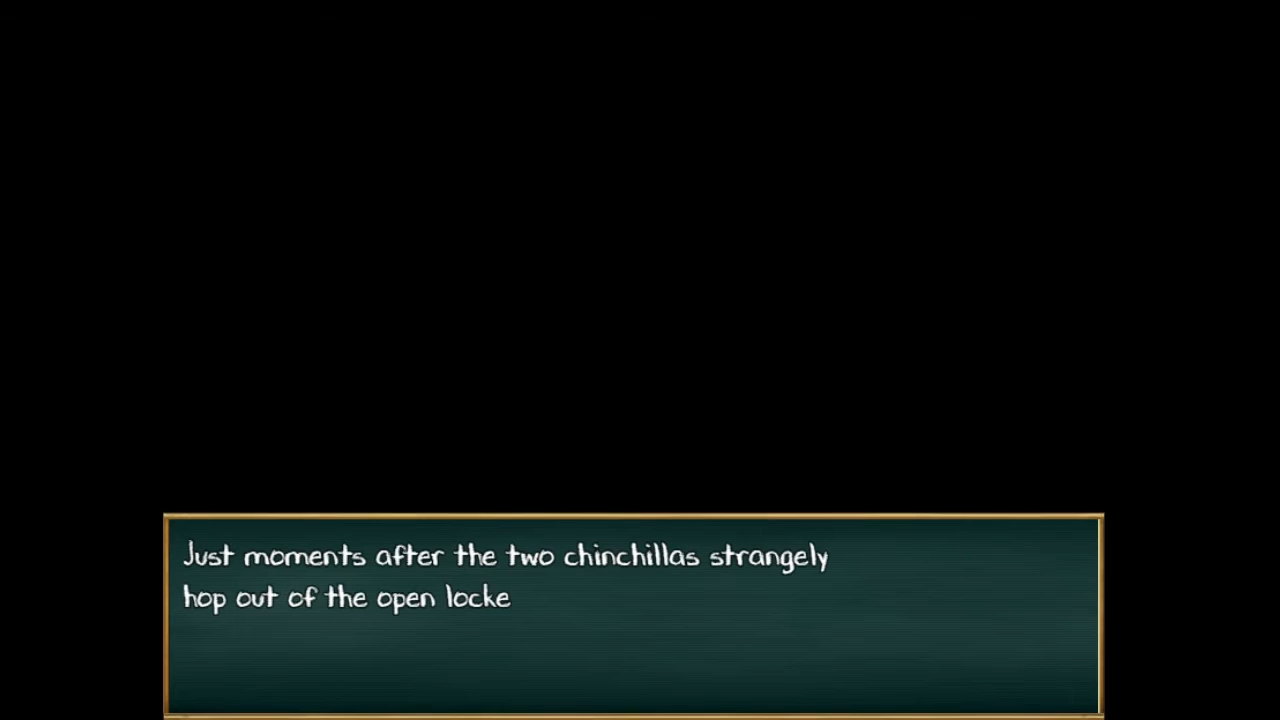 Just moments after the two chinchillas strangely
hop out of the open locke